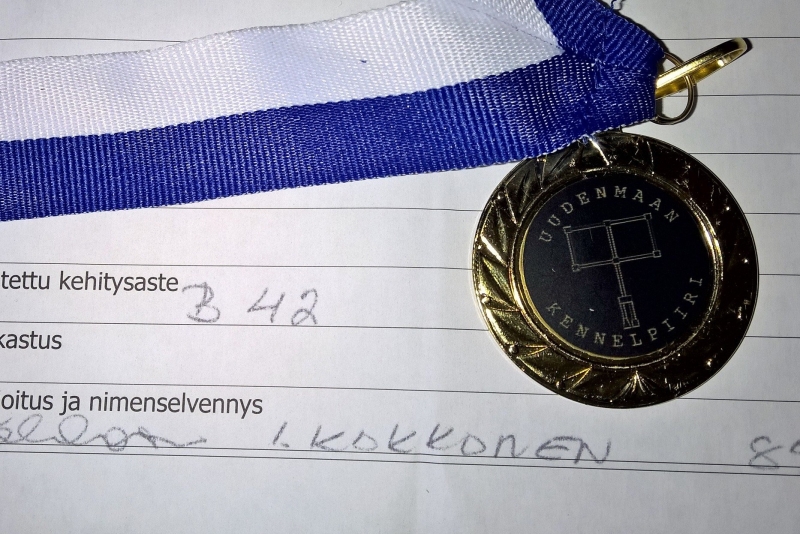 UUDENMAAN
KENNELPIIRI
tettu kehitysaste B 42
kastus
oitus ja nimenselvennys
I. KOKKONEN